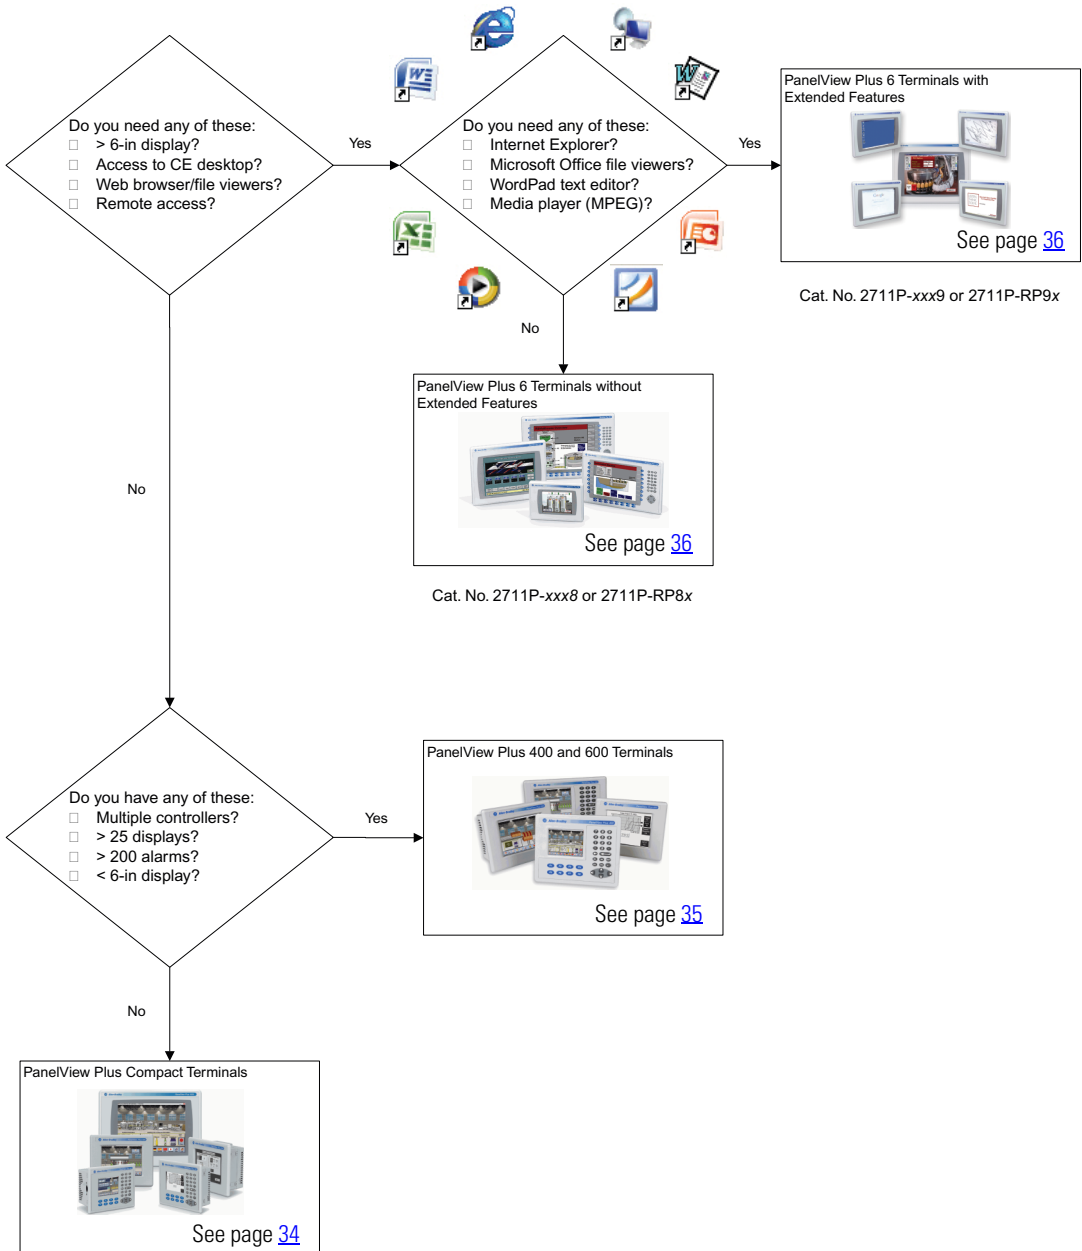 Do you need any of these:
> 6-in display?
Access to CE desktop?
Web browser/file viewers?
Remote access?
Yes
Do you need any of these:
Internet Explorer?
Microsoft Office file viewers?
WordPad text editor?
Media player (MPEG)?
Yes
PanelView Plus 6 Terminals with
Extended Features
See page 36
Cat. No. 2711P-xxx9 or 2711P-RP9x
No
PanelView Plus 6 Terminals without
Extended Features
See page 36
Cat. No. 2711P-xxx8 or 2711P-RP8x
No
Do you have any of these:
Multiple controllers?
> 25 displays?
> 200 alarms?
< 6-in display?
Yes
PanelView Plus 400 and 600 Terminals
See page 35
No
PanelView Plus Compact Terminals
See page 34